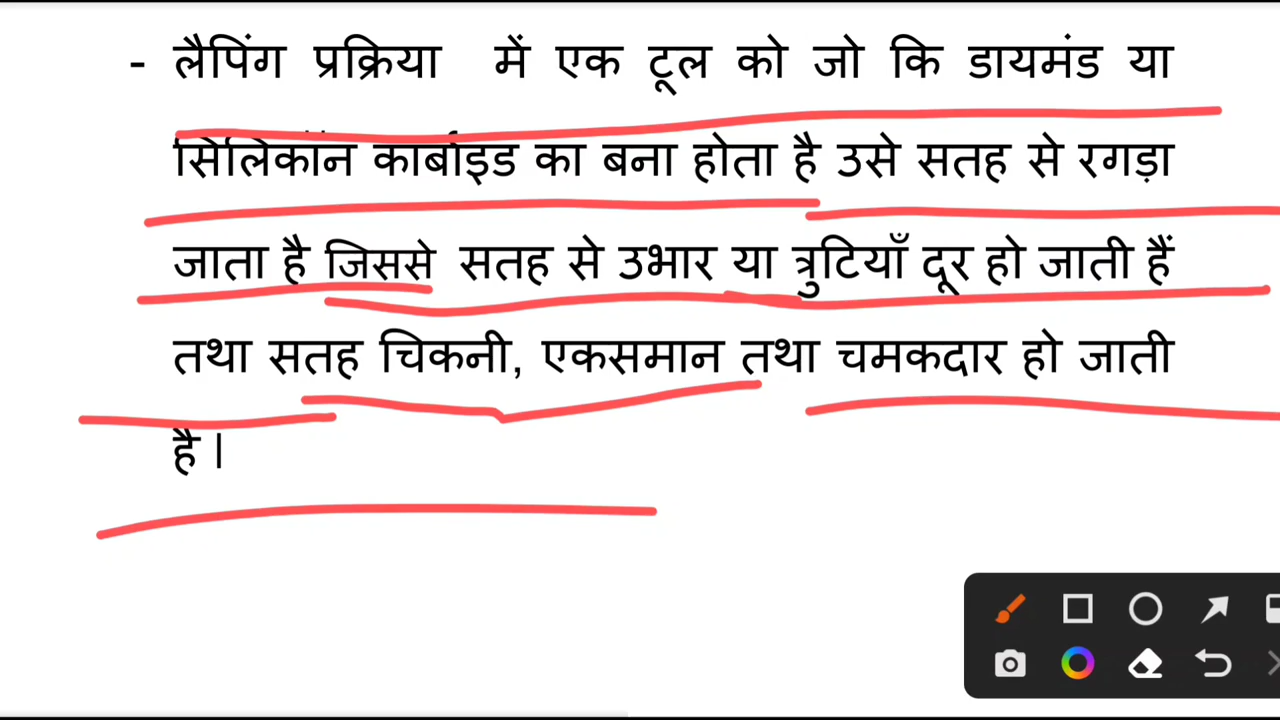 - लैपिंग प्रक्रिया में एक टूल को जो कि डायमंड या
सिलिकॉन कार्बाइड का बना होता है उसे सतह से रगड़ा
जाता है जिससे सतह से उभार या त्रुटियाँ दूर हो जाती हैं
तथा सतह चिकनी, एकसमान तथा चमकदार हो जाती
है।